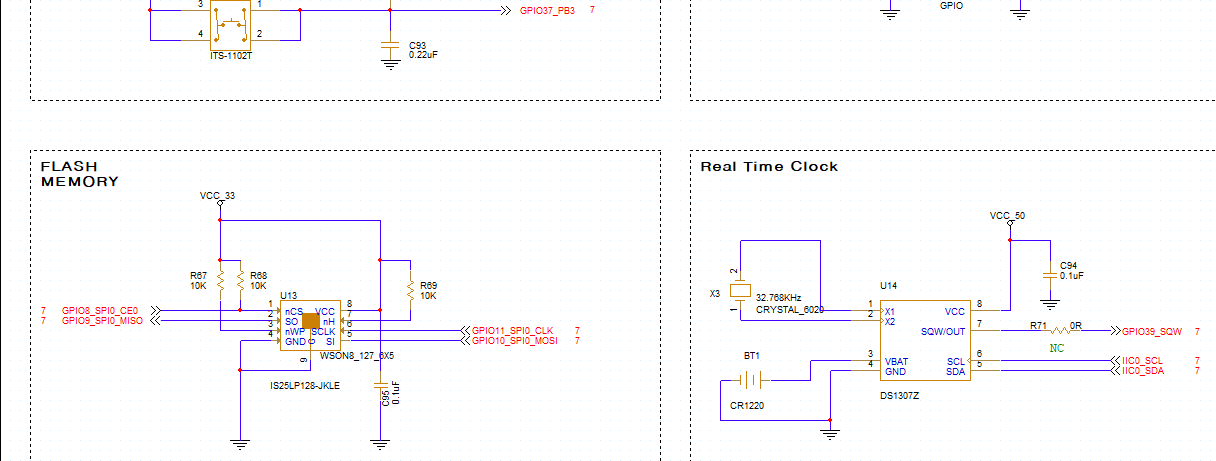 3
1
GPIO37_PB3
7
4
2
ITS-1102T
C93
0.22uF
GPIO
FLASH
MEMORY
VCC_33
R67
10K
R68
10K
R69
10K
U13
7
GPIO8_SPI0_CE0
7
GPIO9_SPI0_MISO
1
nCS
VCC
8
2
SO
nH
7
3
nWP
SCLK
6
4
GND
SI
5
9
9
GPIO11_SPI0_CLK
7
GPIO10_SPI0_MOSI
7
WSON8_127_6X5
IS25LP128-JKLE
C95
0.1uF
Real Time Clock
VCC_50
C94
0.1uF
X3
2
1
32.768KHz
CRYSTAL_6020
U14
1
X1
VCC
8
2
X2
SQW/OUT
7
3
VBAT
SCL
6
4
GND
SDA
5
R71
0R
NC
GPIO39_SQW
7
IIC0_SCL
7
IIC0_SDA
7
BT1
CR1220
DS1307Z